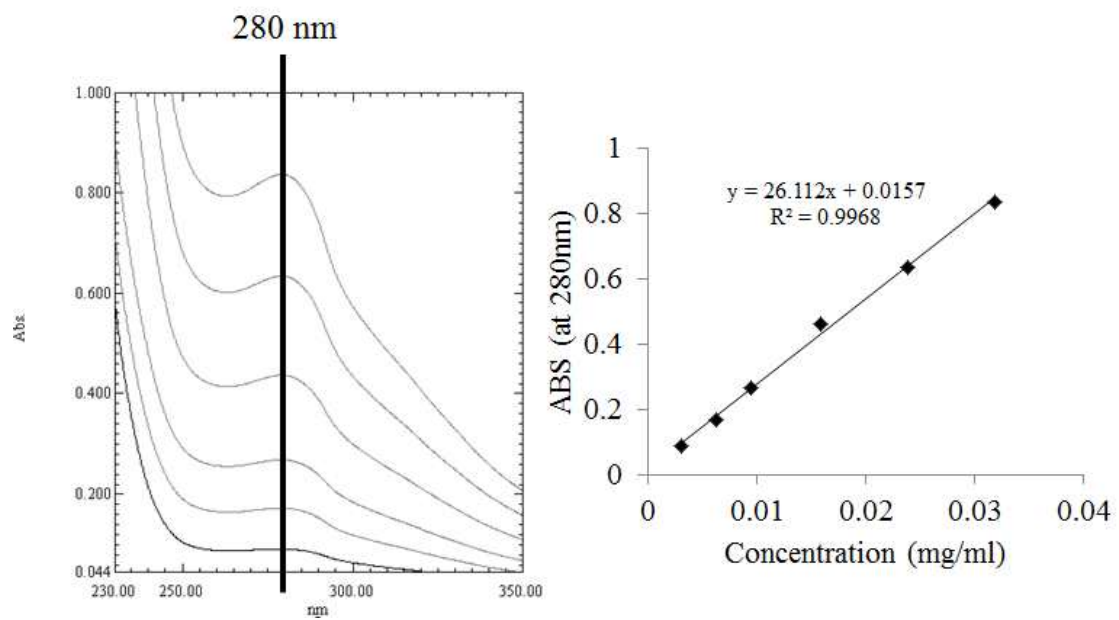 280 nm
1.000
0.800
0.600
0.400
0.200
0.044
Abs.
230.00 250.00 300.00 350.00
nm
1
0.8
0.6
0.4
0.2
0
ABS (at 280nm)
y = 26.112x + 0.0157
R² = 0.9968
0 0.01 0.02 0.03 0.04
Concentration (mg/ml)